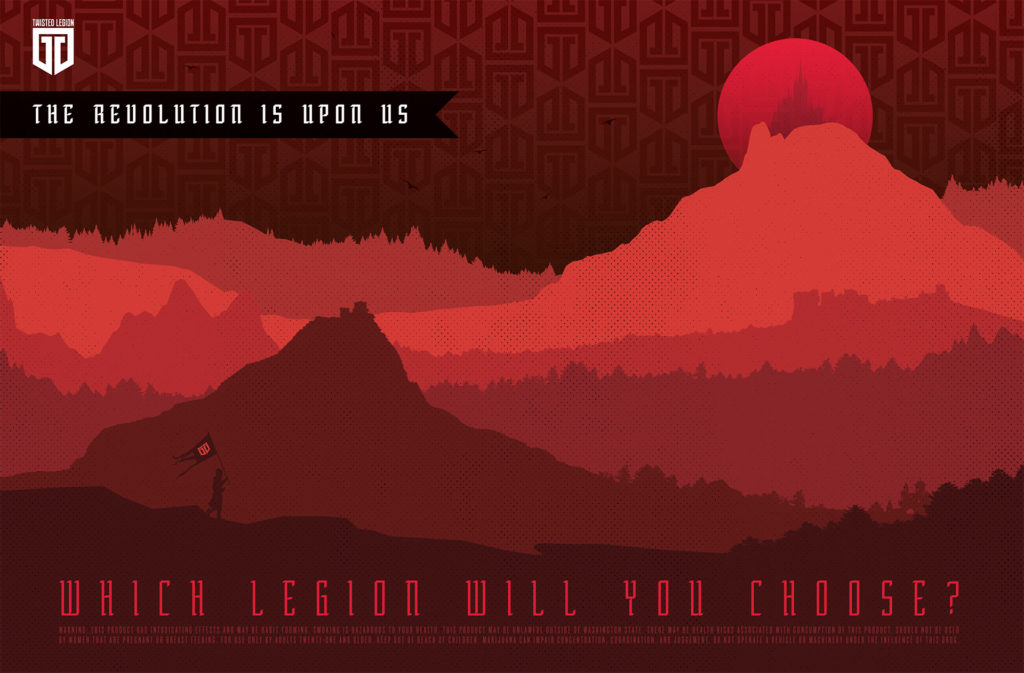 TWISTED LEGION
THE REVOLUTION IS UPON US
WHICH LEGION WILL YOU CHOOSE?
WARNING: THIS PRODUCT HAS INTOXICATING EFFECTS AND MAY BE HABIT FORMING. SMOKING IS HAZARDOUS TO YOUR HEALTH. THIS PRODUCT MAY BE UNLAWFUL OUTSIDE OF WASHINGTON STATE. THERE MAY BE HEALTH RISKS ASSOCIATED WITH CONSUMPTION OF THIS PRODUCT. SHOULD NOT BE USED
BY WOMEN THAT ARE PREGNANT OR BREAST FEEDING. FOR USE ONLY BY ADULTS TWENTY-ONE AND OLDER. KEEP OUT OF REACH OF CHILDREN. MARIJUANA CAN IMPAIR CONCENTRATION, COORDINATION, AND JUDGEMENT. DO NOT OPERATE A VEHICLE OR MACHINERY UNDER THE INFLUENCE OF THIS DRUG.